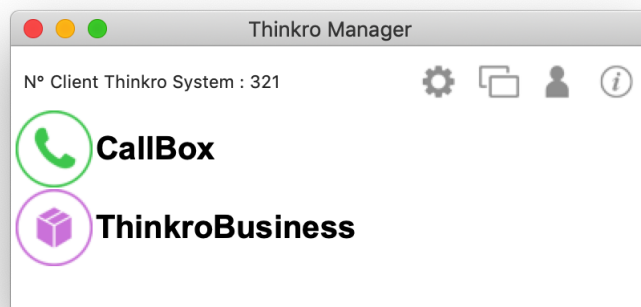 Thinkro Manager
N° Client Thinkro System : 321
CallBox
ThinkroBusiness